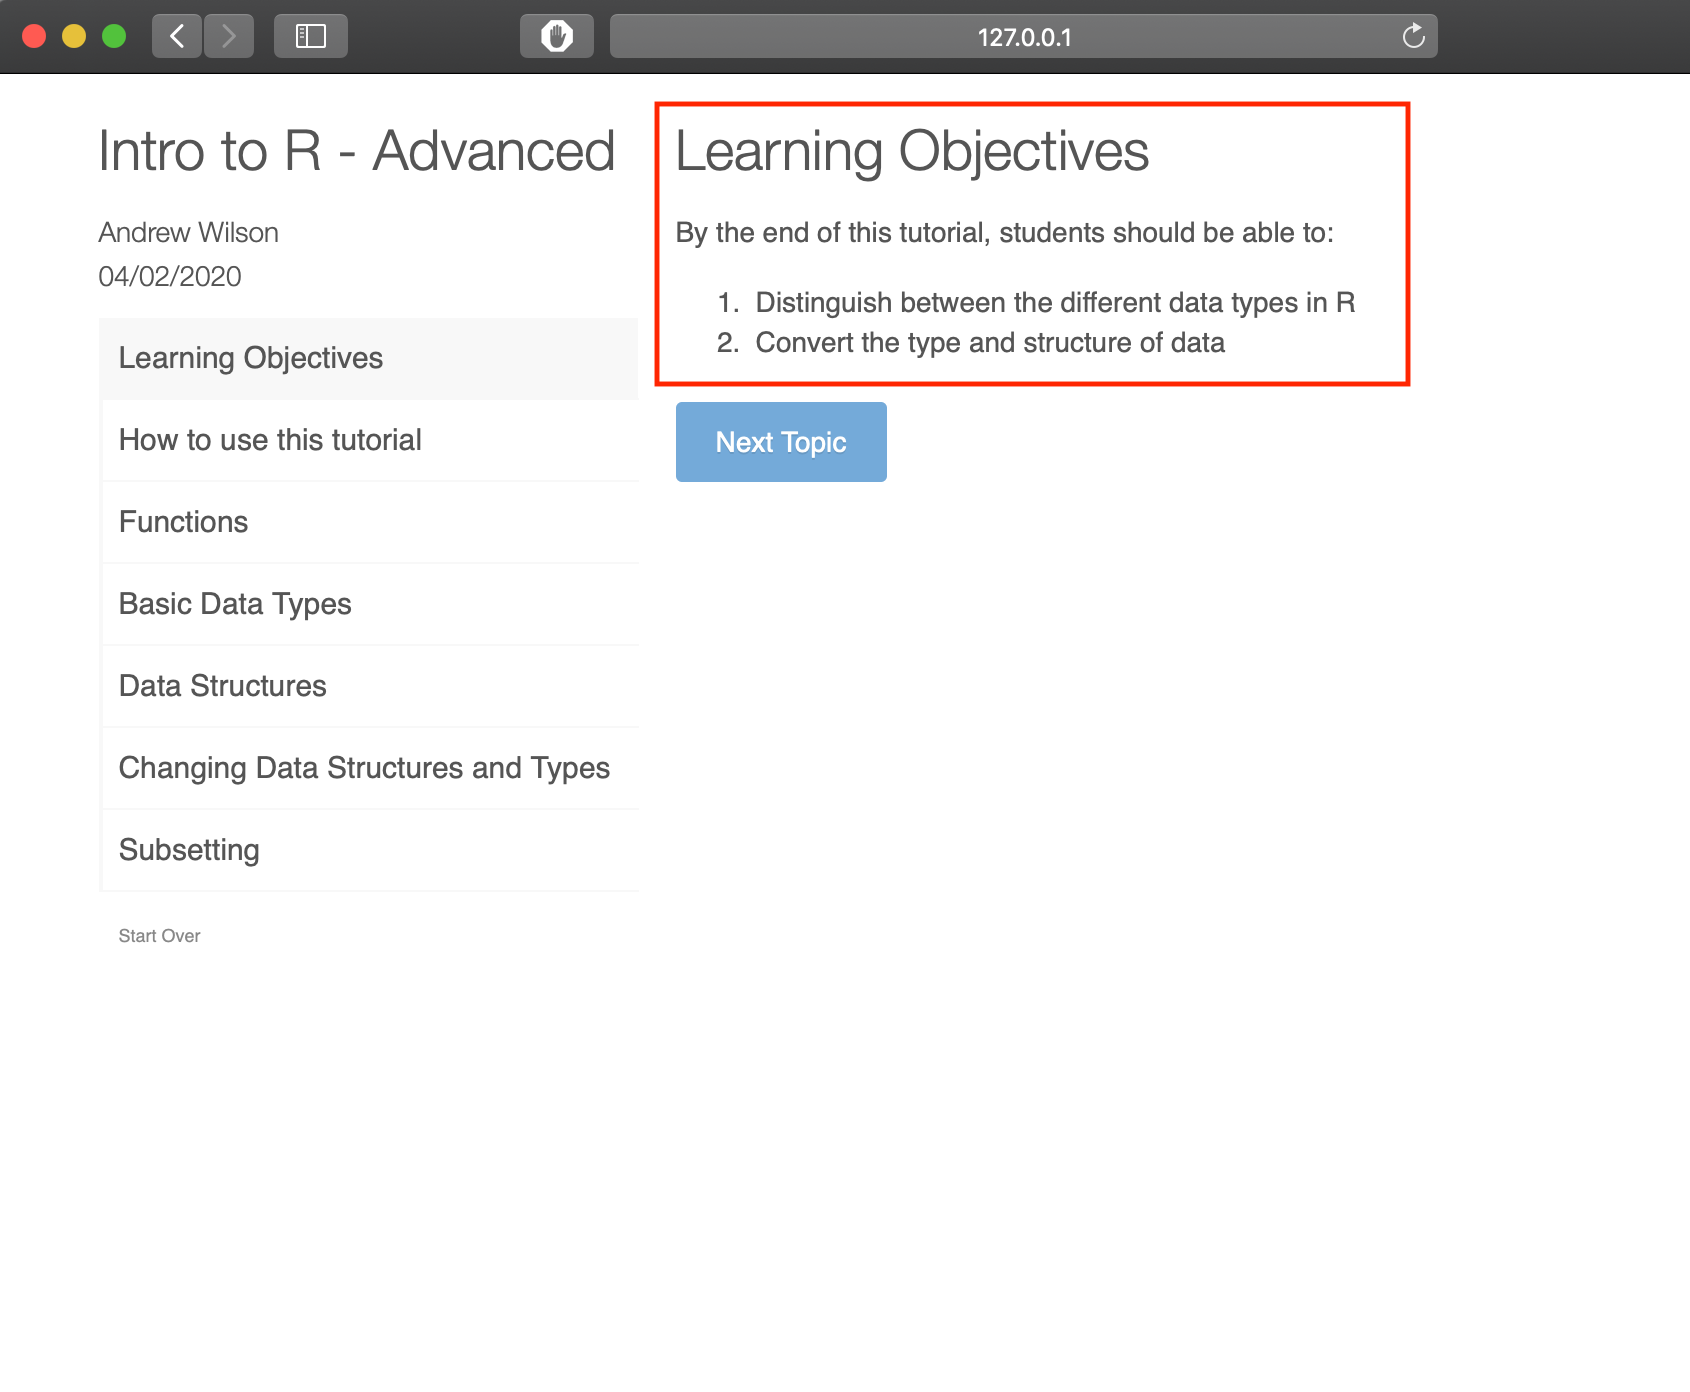 127.0.0.1
Intro to R - Advanced
Andrew Wilson
04/02/2020
Learning Objectives
How to use this tutorial
Functions
Basic Data Types
Data Structures
Changing Data Structures and Types
Subsetting
Start Over
Learning Objectives
By the end of this tutorial, students should be able to:
1. Distinguish between the different data types in R
2. Convert the type and structure of data
Next Topic